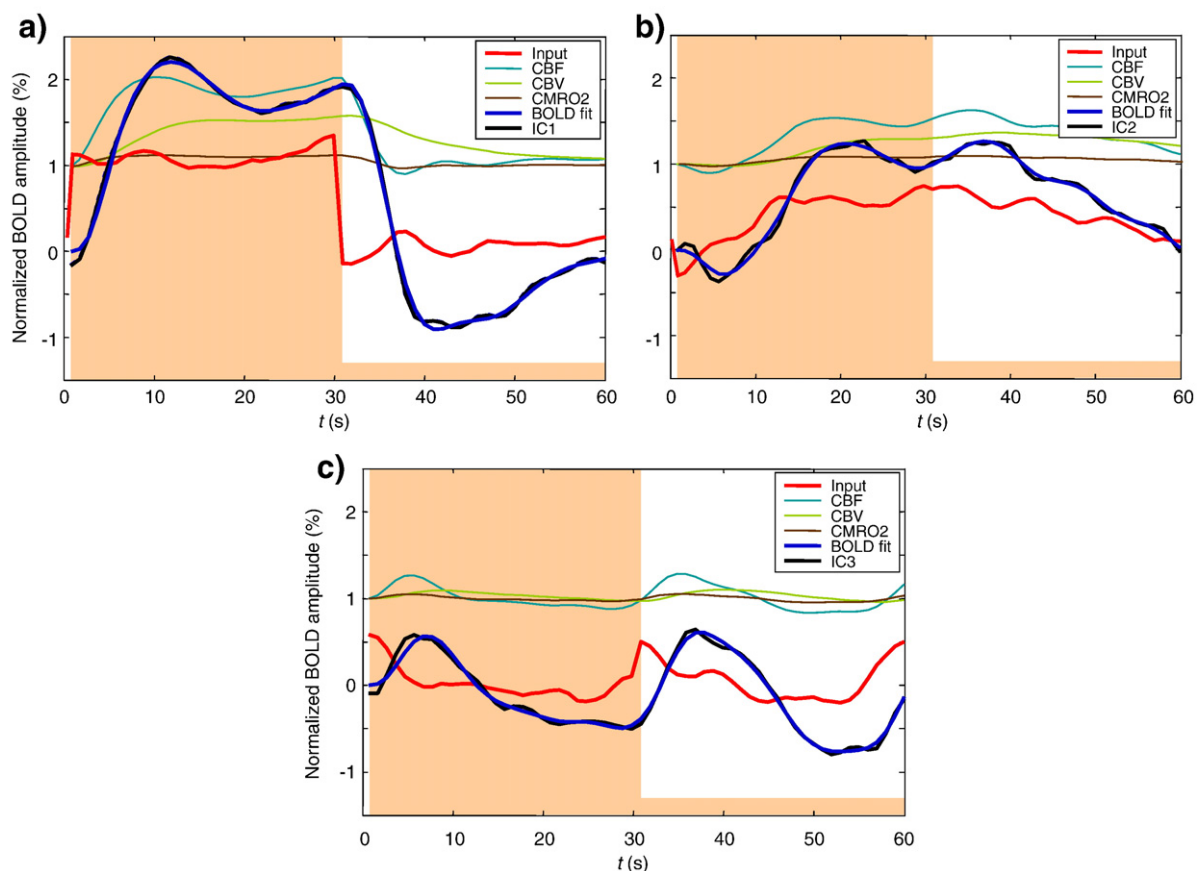 a)
Normalized BOLD amplitude (%)
2
1
0
-1
0
10
20
30
40
50
60
t (s)
Input
CBF
CBV
CMRO2
BOLD fit
IC1
b)
2
1
0
-1
0
10
20
30
40
50
60
t (s)
Input
CBF
CBV
CMRO2
BOLD fit
IC2
c)
Normalized BOLD amplitude (%)
2
1
0
-1
0
10
20
30
40
50
60
t (s)
Input
CBF
CBV
CMRO2
BOLD fit
IC3